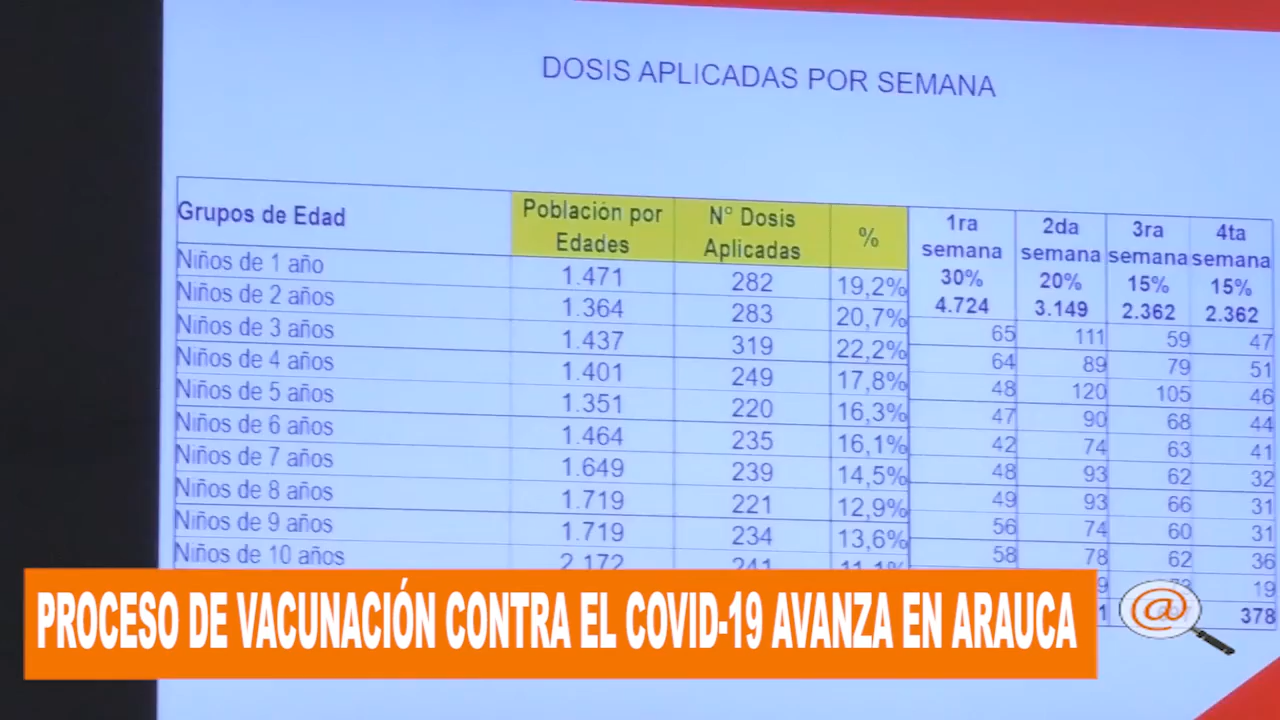 DOSIS APLICADAS POR SEMANA
Grupos de Edad Población por Edades N° Dosis Aplicadas % 1ra semana 30% 4.724 2da semana 20% 3.149 3ra semana 15% 2.362 4ta semana 15% 2.362
Niños de 1 año 1.471 282 19,2% 65 111 59 47
Niños de 2 años 1.364 283 20,7% 64 89 79 51
Niños de 3 años 1.437 319 22,2% 48 120 105 46
Niños de 4 años 1.401 249 17,8% 47 90 68 44
Niños de 5 años 1.351 220 16,3% 42 74 63 41
Niños de 6 años 1.464 235 16,1% 48 93 62 32
Niños de 7 años 1.649 239 14,5% 49 93 66 31
Niños de 8 años 1.719 221 12,9% 56 74 60 31
Niños de 9 años 1.719 234 13,6% 58 78 62 36
Niños de 10 años 2.172 241 11,1% 19
378
PROCESO DE VACUNACIÓN CONTRA EL COVID-19 AVANZA EN ARAUCA
@